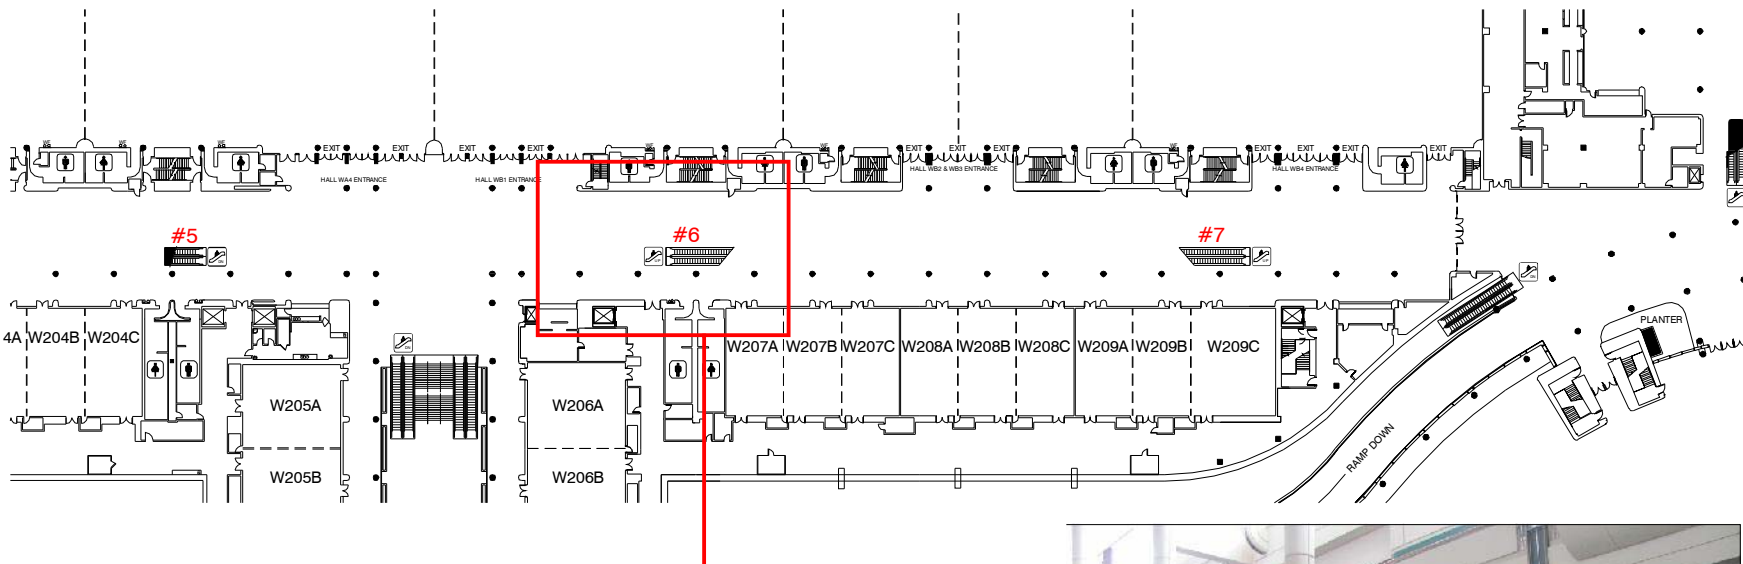 EXIT
EXIT
EXIT
EXIT
EXIT
EXIT
EXIT
EXIT
EXIT
EXIT
EXIT
HALL WA4 ENTRANCE
HALL WB1 ENTRANCE
HALL WB2 & WB3 ENTRANCE
HALL WB4 ENTRANCE
#5
#6
#7
4A
W204B
W204C
W207A
W207B
W207C
W208A
W208B
W208C
W209A
W209B
W209C
PLANTER
W205A
W206A
W205B
W206B
RAMP DOWN